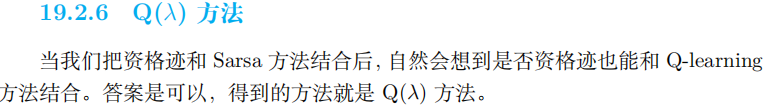 19.2.6 Q(λ) 方法
当我们把资格迹和 Sarsa 方法结合后, 自然会想到是否资格迹也能和 Q-learning
方法结合。答案是可以, 得到的方法就是 Q(λ) 方法。